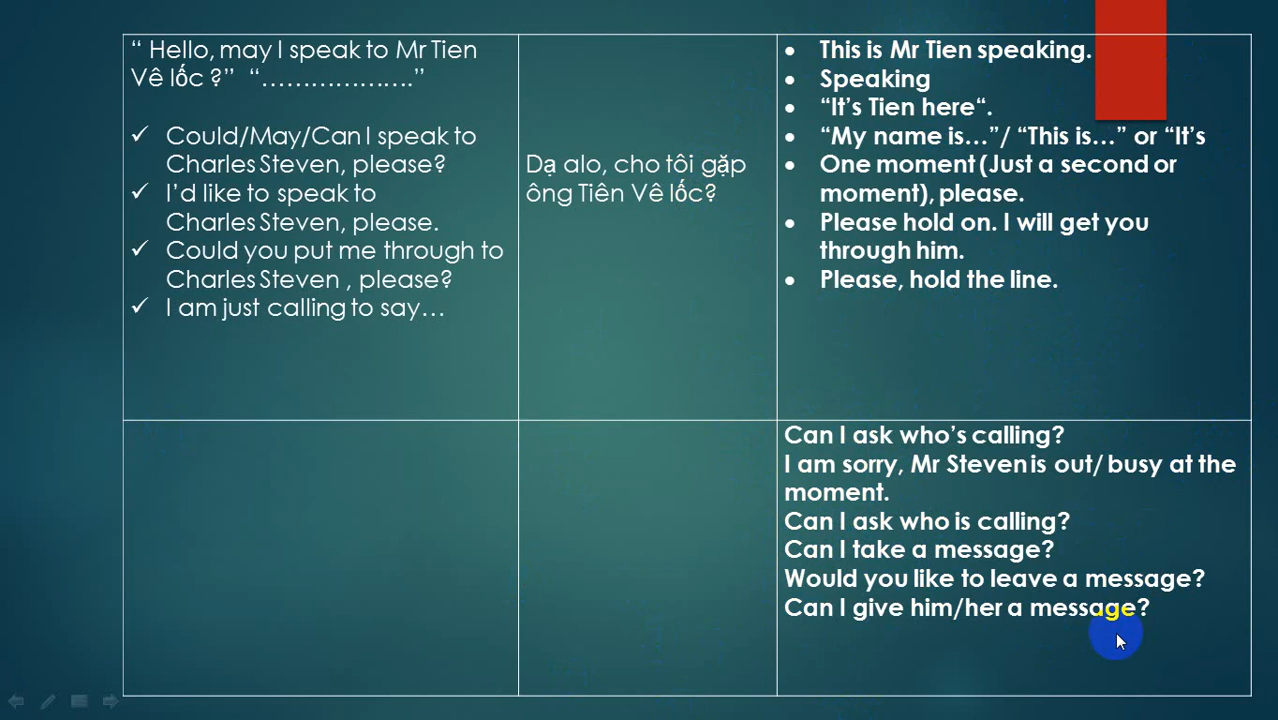 “ Hello, may I speak to Mr Tien
Vê lốc ?” “……………….”
✓ Could/May/Can I speak to
Charles Steven, please?
✓ I’d like to speak to
Charles Steven, please.
✓ Could you put me through to
Charles Steven , please?
✓ I am just calling to say…
Dạ alo, cho tôi gặp
ông Tiên Vê lốc?
• This is Mr Tien speaking.
• Speaking
• “It’s Tien here“.
• “My name is…”/ “This is…” or “It’s
• One moment (Just a second or
moment), please.
• Please hold on. I will get you
through him.
• Please, hold the line.
Can I ask who’s calling?
I am sorry, Mr Steven is out/ busy at the
moment.
Can I ask who is calling?
Can I take a message?
Would you like to leave a message?
Can I give him/her a message?